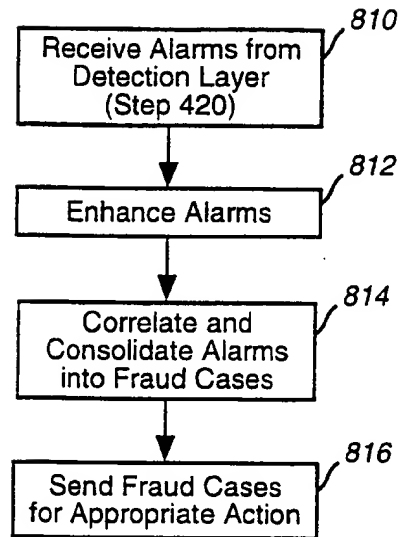 810
Receive Alarms from
Detection Layer
(Step 420)
812
Enhance Alarms
814
Correlate and
Consolidate Alarms
into Fraud Cases
816
Send Fraud Cases
for Appropriate Action